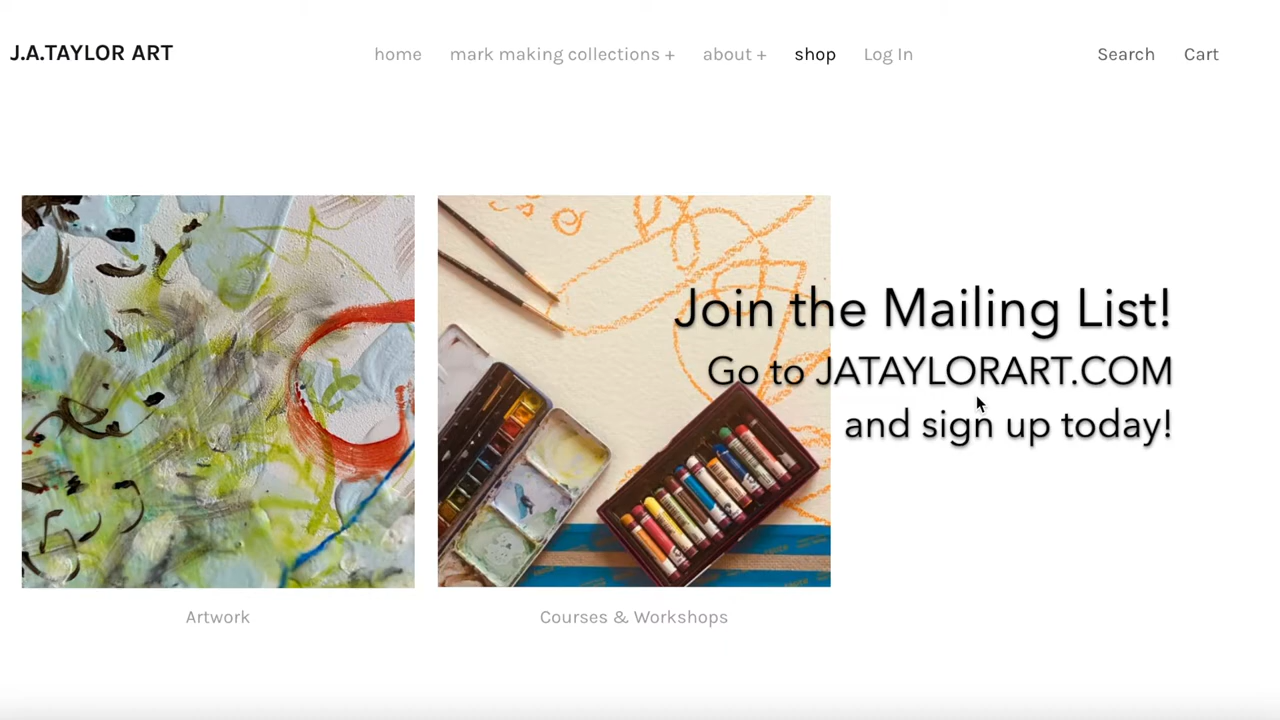 J.A.TAYLOR ART
home mark making collections + about + shop Log In
Search Cart
Join the Mailing List!
Go to JATAYLORART.COM
and sign up today!
Artwork
Courses & Workshops